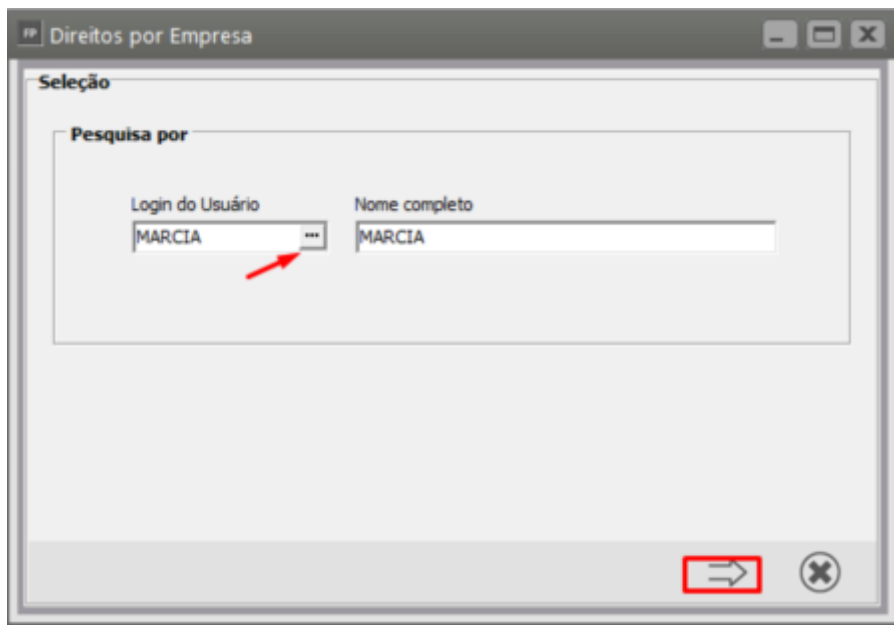 FP Direitos por Empresa
Seleção
Pesquisa por
Login do Usuário Nome completo
MARCIA ... MARCIA